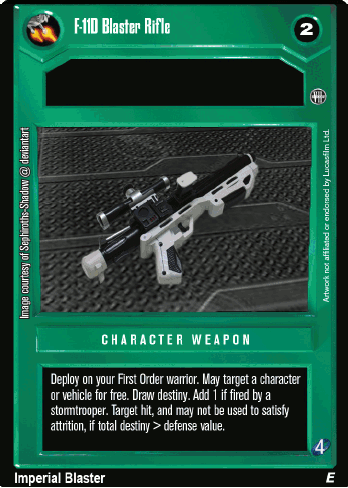 F-11D Blaster Rifle
2
Image courtesy of Sephiroths-Shadow @ deviantart
Artwork not affiliated or endorsed by Lucasfilm Ltd.
CHARACTER WEAPON
Deploy on your First Order warrior. May target a character
or vehicle for free. Draw destiny. Add 1 if fired by a
stormtrooper. Target hit, and may not be used to satisfy
attrition, if total destiny > defense value.
4
Imperial Blaster
E